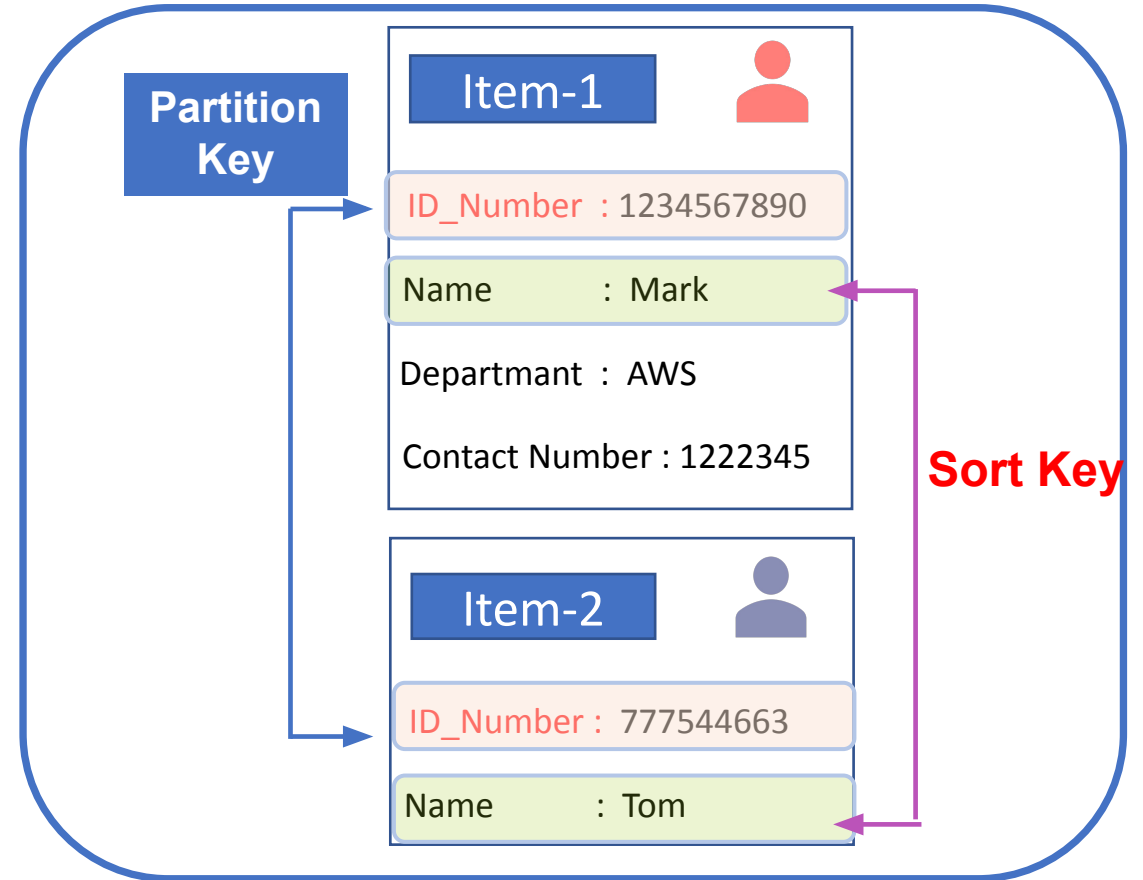 Partition
Key
Item-1
ID_Number : 1234567890
Name : Mark
Departmant : AWS
Contact Number : 1222345
Sort Key
Item-2
ID_Number : 777544663
Name : Tom